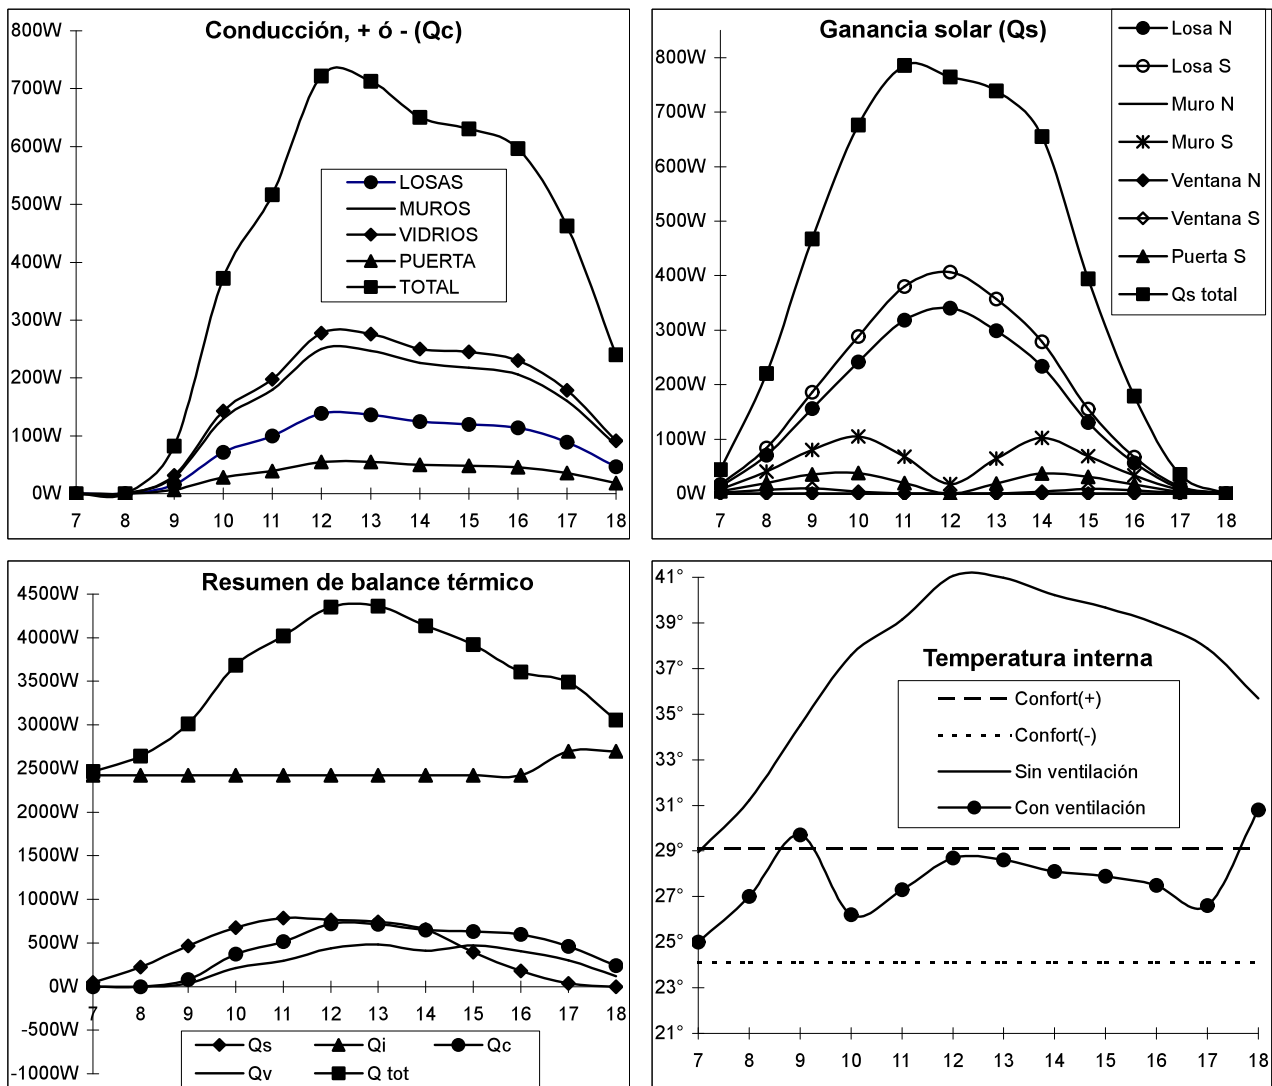 Conducción, + ó - (Qc)
800W
700W
600W
500W
400W
300W
200W
100W
0W
7 8 9 10 11 12 13 14 15 16 17 18
LOSAS
MUROS
VIDRIOS
PUERTA
TOTAL
Ganancia solar (Qs)
800W
700W
600W
500W
400W
300W
200W
100W
0W
7 8 9 10 11 12 13 14 15 16 17 18
Losa N
Losa S
Muro N
Muro S
Ventana N
Ventana S
Puerta S
Qs total
Resumen de balance térmico
4500W
4000W
3500W
3000W
2500W
2000W
1500W
1000W
500W
0W
-500W
-1000W
7 8 9 10 11 12 13 14 15 16 17 18
Qs Qi Qc
Qv Q tot
Temperatura interna
41°
39°
37°
35°
33°
31°
29°
27°
25°
23°
21°
7 8 9 10 11 12 13 14 15 16 17 18
Confort(+)
Confort(-)
Sin ventilación
Con ventilación